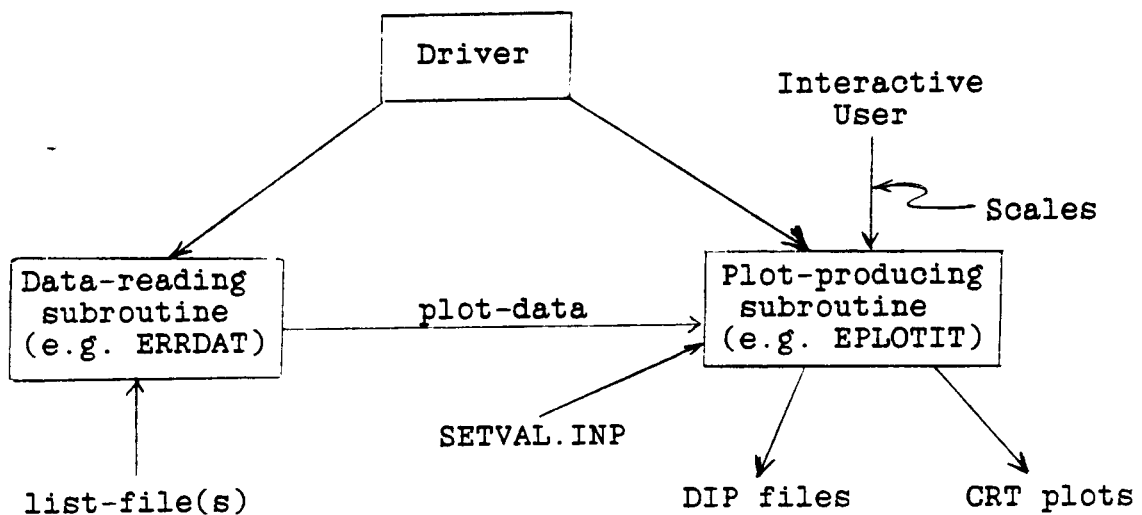 Driver
Interactive
User
Scales
Data-reading
subroutine
(e.g. ERRDAT)
plot-data
Plot-producing
subroutine
(e.g. EPLOTIT)
SETVAL.INP
list-file(s)
DIP files
CRT plots